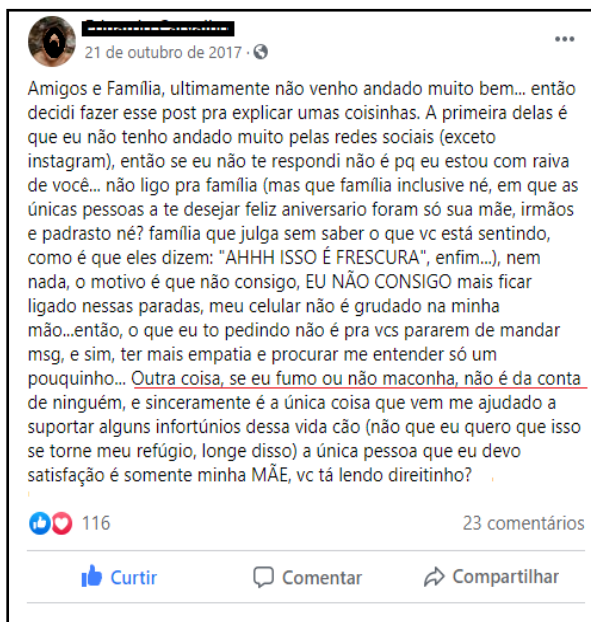 21 de outubro de 2017 ·
Amigos e Família, ultimamente não venho andado muito bem... então
decidi fazer esse post pra explicar umas coisinhas. A primeira delas é
que eu não tenho andado muito pelas redes sociais (exceto
instagram), então se eu não te respondi não é pq eu estou com raiva
de você... não ligo pra família (mas que família inclusive né, em que as
únicas pessoas a te desejar feliz aniversario foram só sua mãe, irmãos
e padrasto né? família que julga sem saber o que vc está sentindo,
como é que eles dizem: "AHHH ISSO É FRESCURA", enfim...), nem
nada, o motivo é que não consigo, EU NÃO CONSIGO mais ficar
ligado nessas paradas, meu celular não é grudado na minha
mão...então, o que eu to pedindo não é pra vcs pararem de mandar
msg, e sim, ter mais empatia e procurar me entender só um
pouquinho... Outra coisa, se eu fumo ou não maconha, não é da conta
de ninguém, e sinceramente é a única coisa que vem me ajudado a
suportar alguns infortúnios dessa vida cão (não que eu quero que isso
se torne meu refúgio, longe disso) a única pessoa que eu devo
satisfação é somente minha MÃE, vc tá lendo direitinho?
116 23 comentários
Curtir Comentar Compartilhar